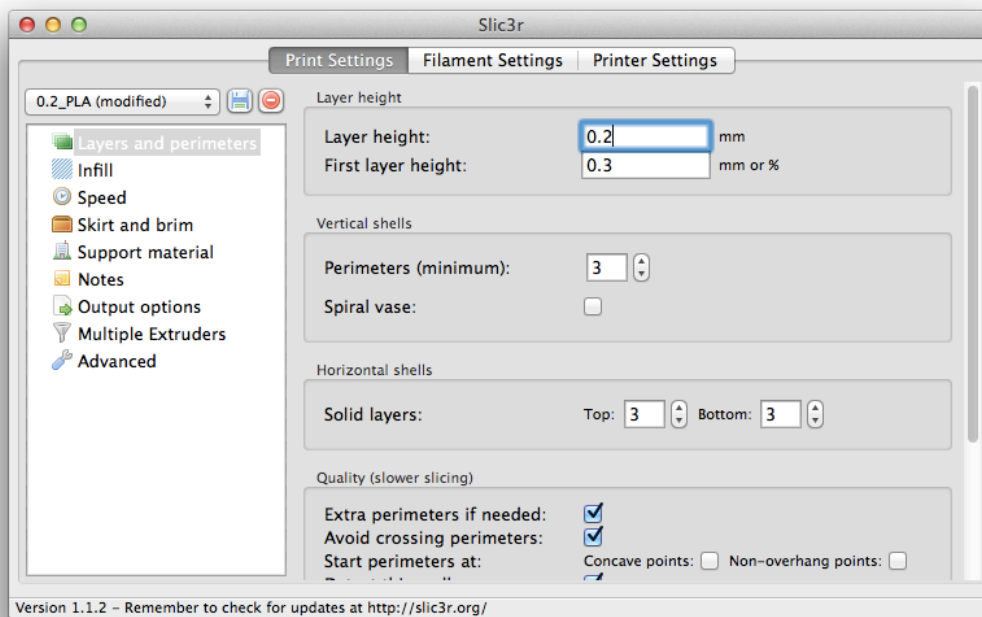 Slic3r
Print Settings Filament Settings Printer Settings
0.2_PLA (modified)
Layers and perimeters
Infill
Speed
Skirt and brim
Support material
Notes
Output options
Multiple Extruders
Advanced
Layer height
Layer height: 0.2 mm
First layer height: 0.3 mm or %
Vertical shells
Perimeters (minimum): 3
Spiral vase:
Horizontal shells
Solid layers: Top: 3 Bottom: 3
Quality (slower slicing)
Extra perimeters if needed:
Avoid crossing perimeters:
Start perimeters at: Concave points: Non-overhang points:
Version 1.1.2 – Remember to check for updates at http://slic3r.org/